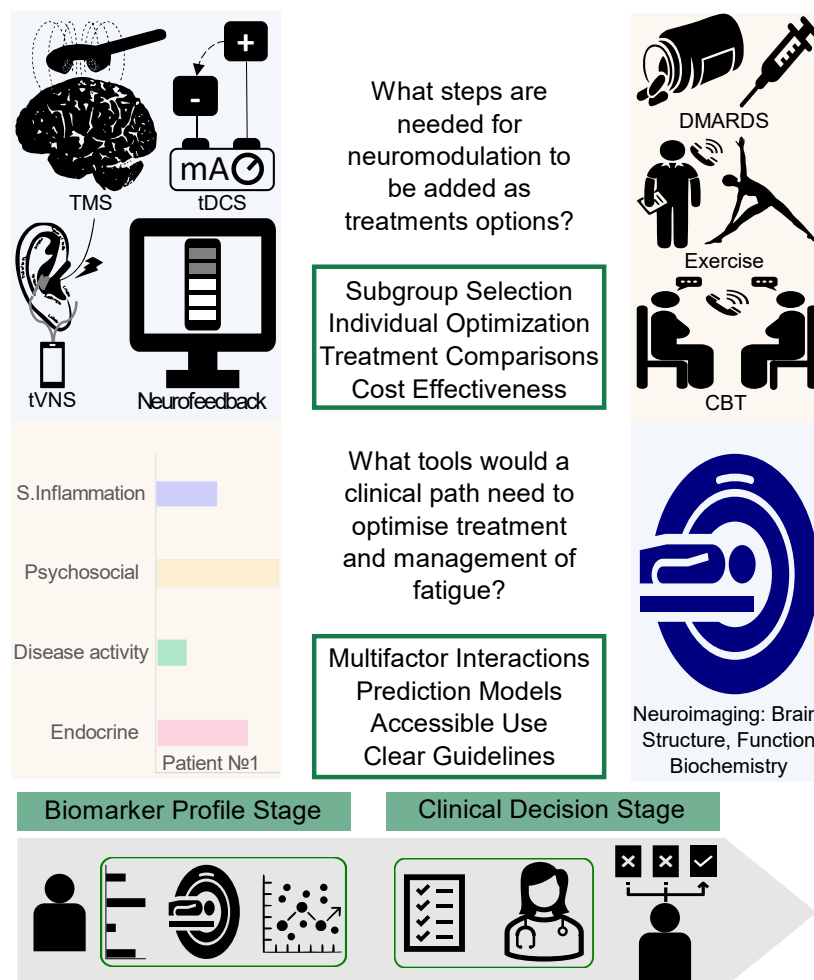 +
-
mA
TMS
tDCS
tVNS
Neurofeedback
What steps are
needed for
neuromodulation to
be added as
treatments options?
Subgroup Selection
Individual Optimization
Treatment Comparisons
Cost Effectiveness
DMARDS
Exercise
CBT
S.Inflammation
Psychosocial
Disease activity
Endocrine
Patient №1
What tools would a
clinical path need to
optimise treatment
and management of
fatigue?
Multifactor Interactions
Prediction Models
Accessible Use
Clear Guidelines
Neuroimaging: Brain
Structure, Function
Biochemistry
Biomarker Profile Stage
Clinical Decision Stage